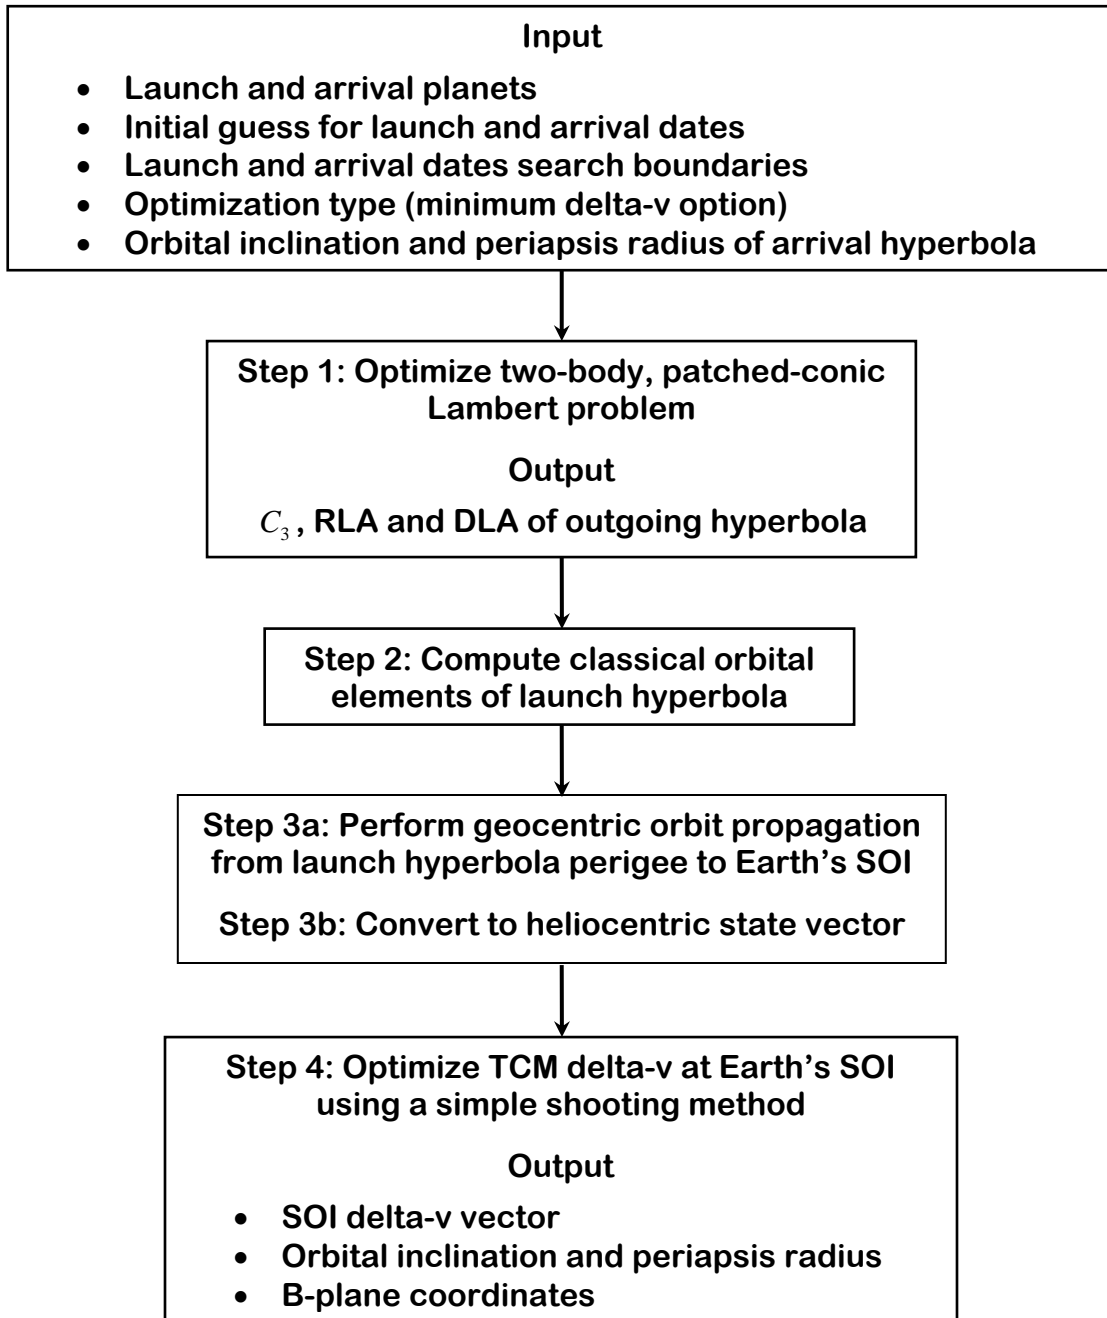 Input
• Launch and arrival planets
• Initial guess for launch and arrival dates
• Launch and arrival dates search boundaries
• Optimization type (minimum delta-v option)
• Orbital inclination and periapsis radius of arrival hyperbola
Step 1: Optimize two-body, patched-conic
Lambert problem
Output
C₃ , RLA and DLA of outgoing hyperbola
Step 2: Compute classical orbital
elements of launch hyperbola
Step 3a: Perform geocentric orbit propagation
from launch hyperbola perigee to Earth’s SOI
Step 3b: Convert to heliocentric state vector
Step 4: Optimize TCM delta-v at Earth’s SOI
using a simple shooting method
Output
• SOI delta-v vector
• Orbital inclination and periapsis radius
• B-plane coordinates